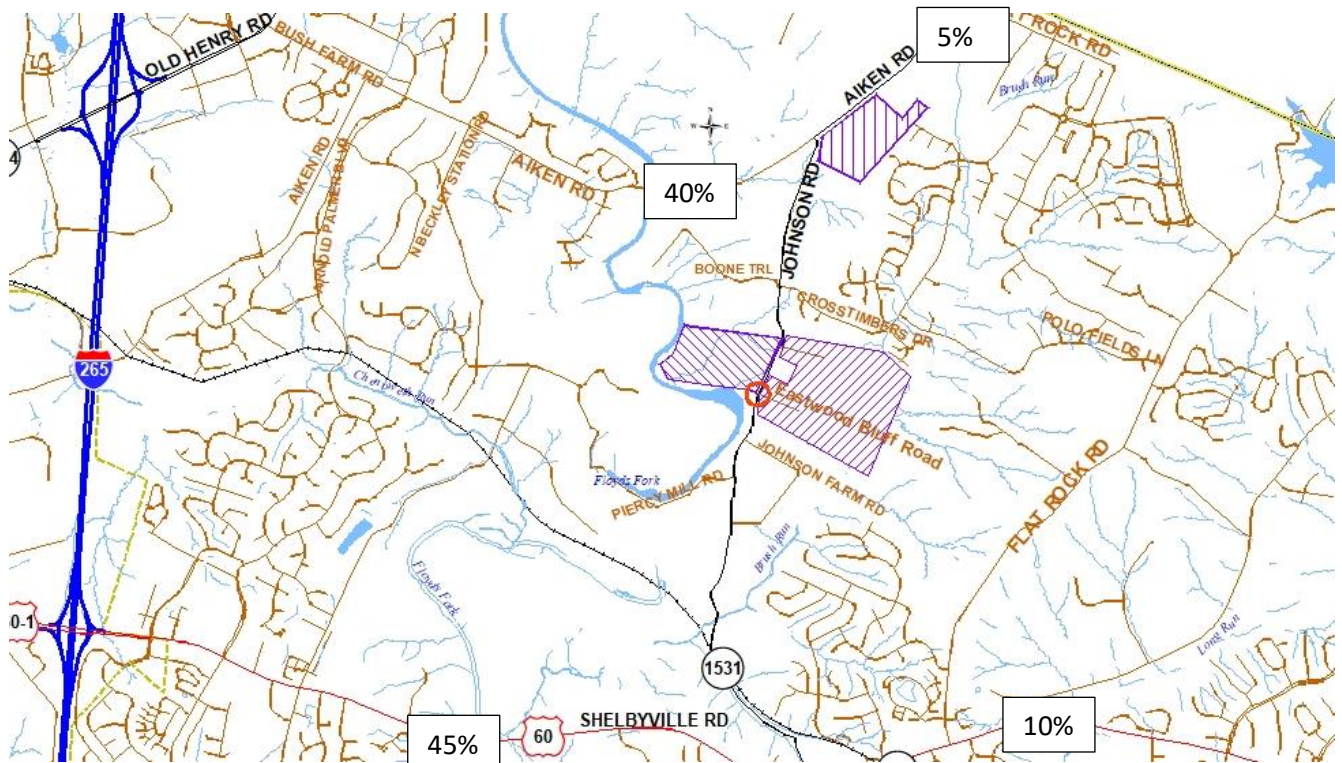 OLD HENRY RD
BUSH FARM RD
5%
ROCK RD
AIKEN RD
Brush Run
4
N
W E
S
AIKEN RD
N BECKLEY STATION RD
AIKEN RD
40%
JOHNSON RD
BOONE TRL
CROSSTIMBERS DR
POLO FIELDS LN
265
Chenoweth Run
Eastwood Bluff Road
JOHNSON FARM RD
Floyds Fork
PIERCY MILL RD
FLAT ROCK RD
Brush Run
Floyds Fork
0-1
Long Run
1531
SHELBYVILLE RD
60
45%
10%